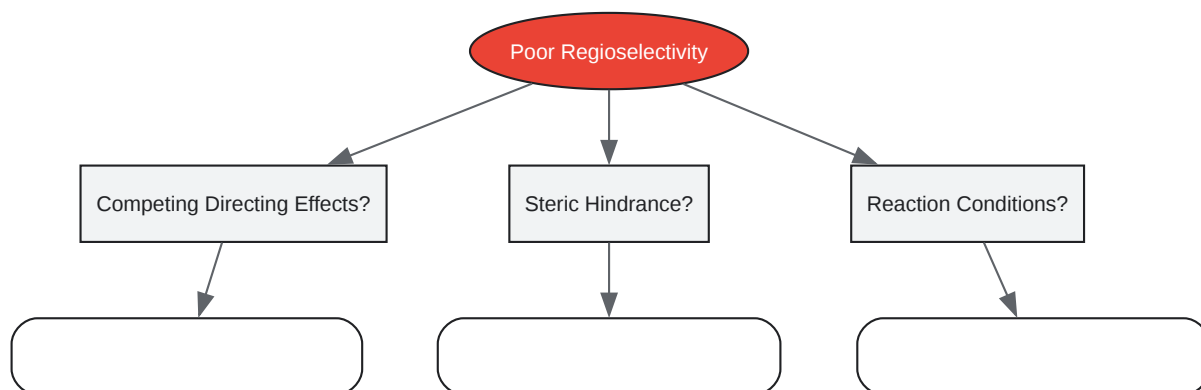 Poor Regioselectivity
Competing Directing Effects?
Steric Hindrance?
Reaction Conditions?